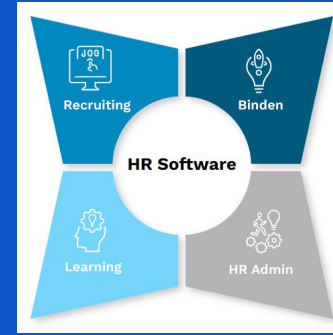 JOB
Recruiting
Binden
HR Software
Learning
HR Admin